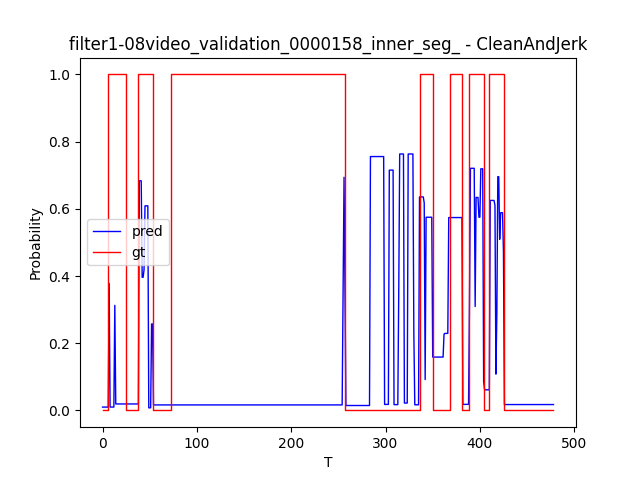 filter1-08video_validation_0000158_inner_seg_ - CleanAndJerk
1.0
0.8
0.6
0.4
0.2
0.0
Probability
pred
gt
0
100
200
300
400
500
T